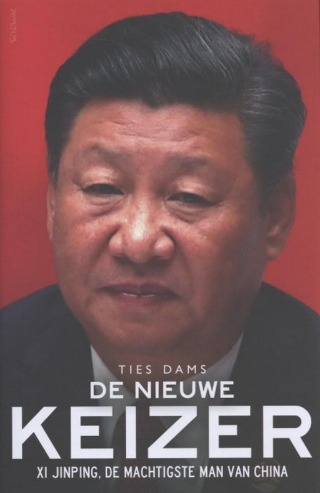 TIES DAMS
DE NIEUWE
KEIZER
XI JINPING, DE MACHTIGSTE MAN VAN CHINA